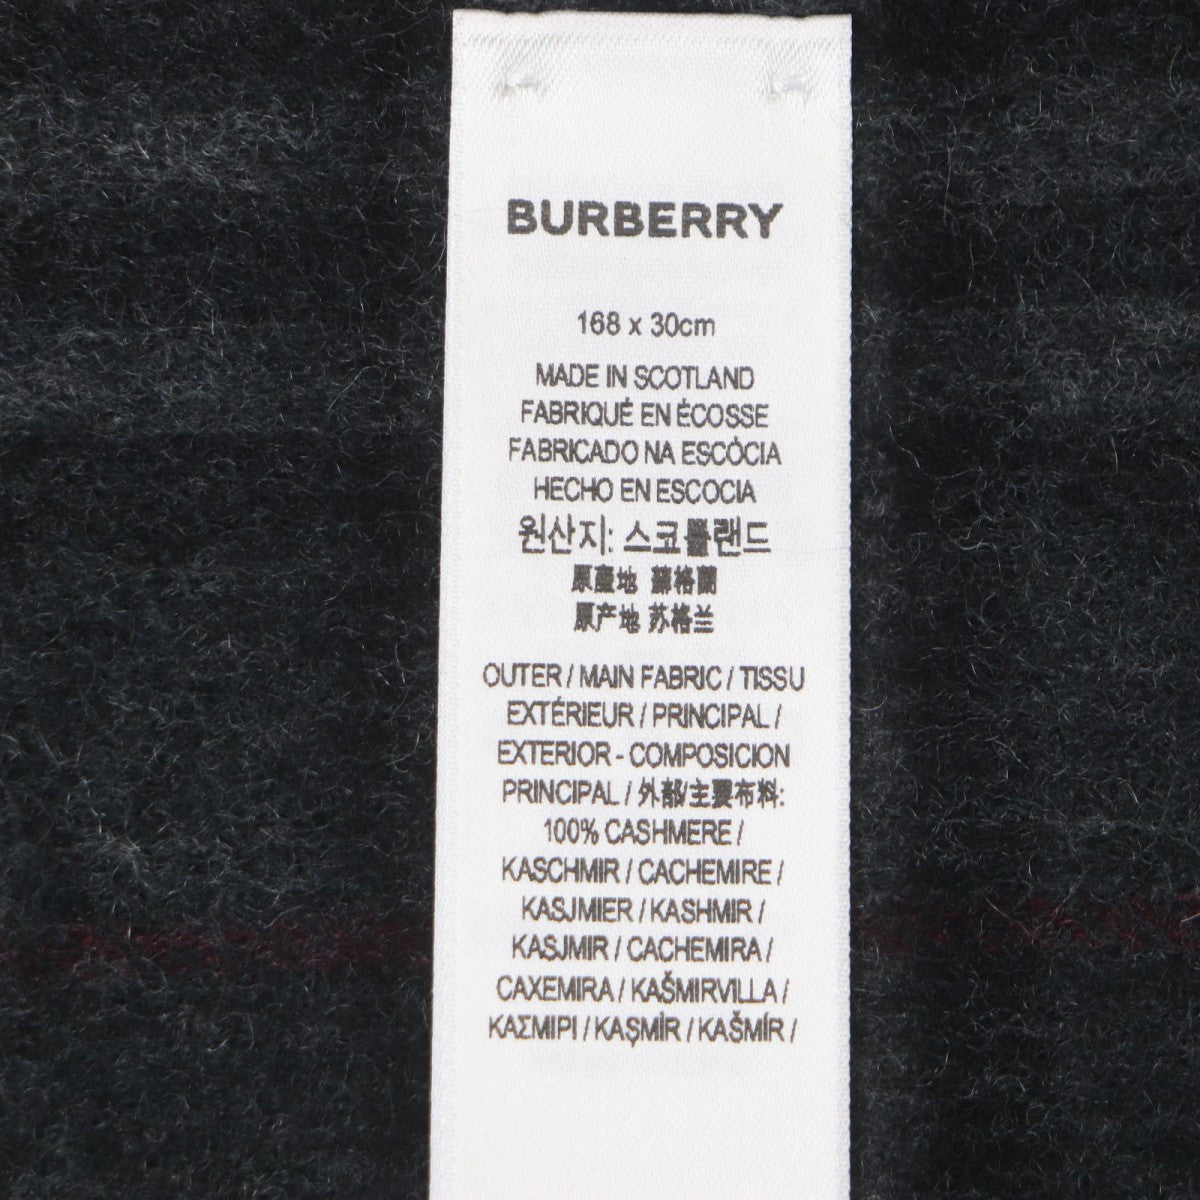 BURBERRY
168 x 30cm
MADE IN SCOTLAND
FABRIQUÉ EN ÉCOSSE
FABRICADO NA ESCÒCIA
HECHO EN ESCOCIA
원산지: 스코틀랜드
原產地 蘇格蘭
原产地 苏格兰
OUTER / MAIN FABRIC / TISSU
EXTÉRIEUR / PRINCIPAL /
EXTERIOR - COMPOSICION
PRINCIPAL / 外部/主要布料:
100% CASHMERE /
KASCHMIR / CACHEMIRE /
KASJMIER / KASHMIR /
KASJMIR / CACHEMIRA /
CAXEMIRA / KAŠMIRVILLA /
ΚΑΣΜΙΡΙ / KAŞMİR / KAŠMÍR /